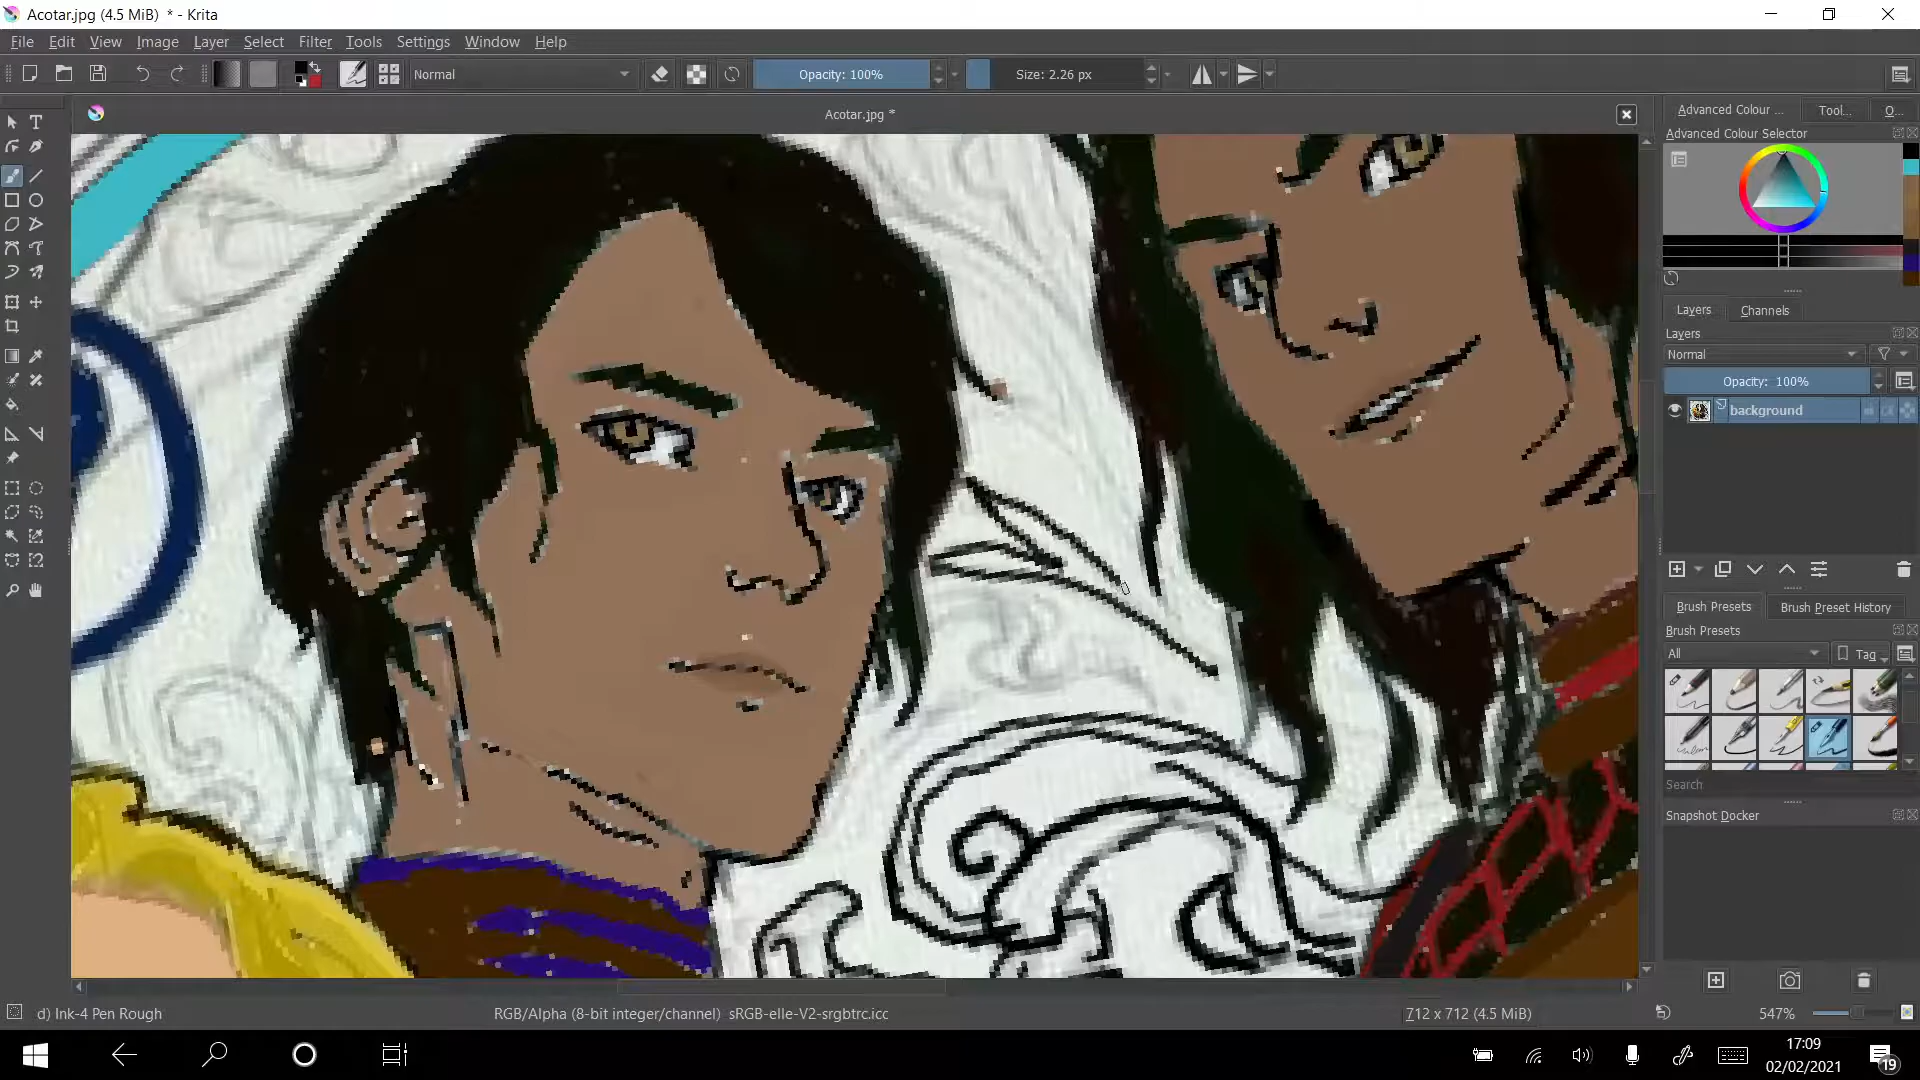 Acotar.jpg (4.5 MiB) * - Krita
File Edit View Image Layer Select Filter Tools Settings Window Help
Normal Opacity: 100% Size: 2.26 px
Acotar.jpg *
Advanced Colour ... Tool... O...
Advanced Colour Selector
Layers Channels
Layers
Normal
Opacity: 100%
background
Brush Presets Brush Preset History
Brush Presets
All Tag
Search
Snapshot Docker
d) Ink-4 Pen Rough RGB/Alpha (8-bit integer/channel) sRGB-elle-V2-srgbtrc.icc 712 x 712 (4.5 MiB) 547%
17:09
02/02/2021
19